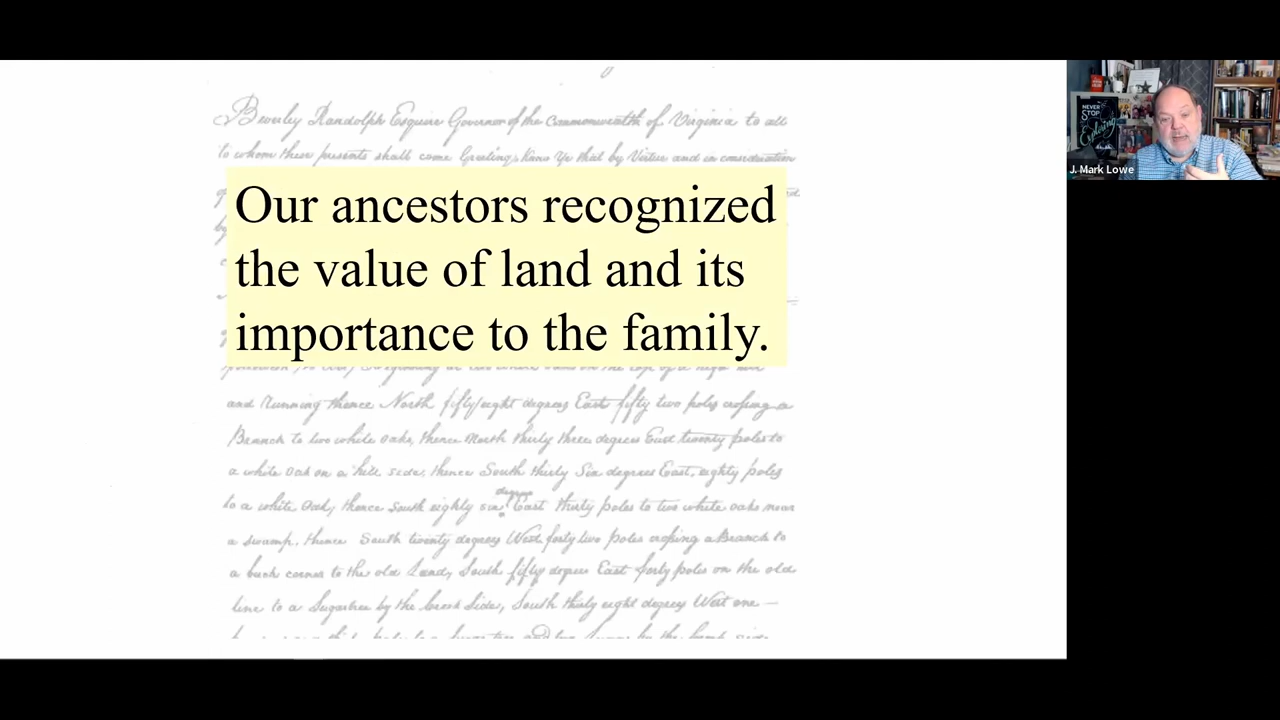 Beverley Randolph Esquire Governor of the Commonwealth of Virginia to all
to whom these presents shall come Greeting, Know Ye that by Virtue and in consideration
Our ancestors recognized
the value of land and its
importance to the family.
and Running thence North fifty eight degrees East fifty two poles crossing a
Branch to two white oaks, thence North thirty three degrees East twenty poles to
a white oak on a hill side, thence South thirty Six degrees East, eighty poles
to a white Oak, thence South eighty six degrees East thirty poles to two white oaks near
a swamp, thence South twenty degrees West forty two poles crossing a Branch to
a buck corner to the old Land, South fifty degrees East forty poles on the old
line to a Sugartree by the Creek Side, South thirty eight degrees West one
J. Mark Lowe
NEVER
STOP
Exploring